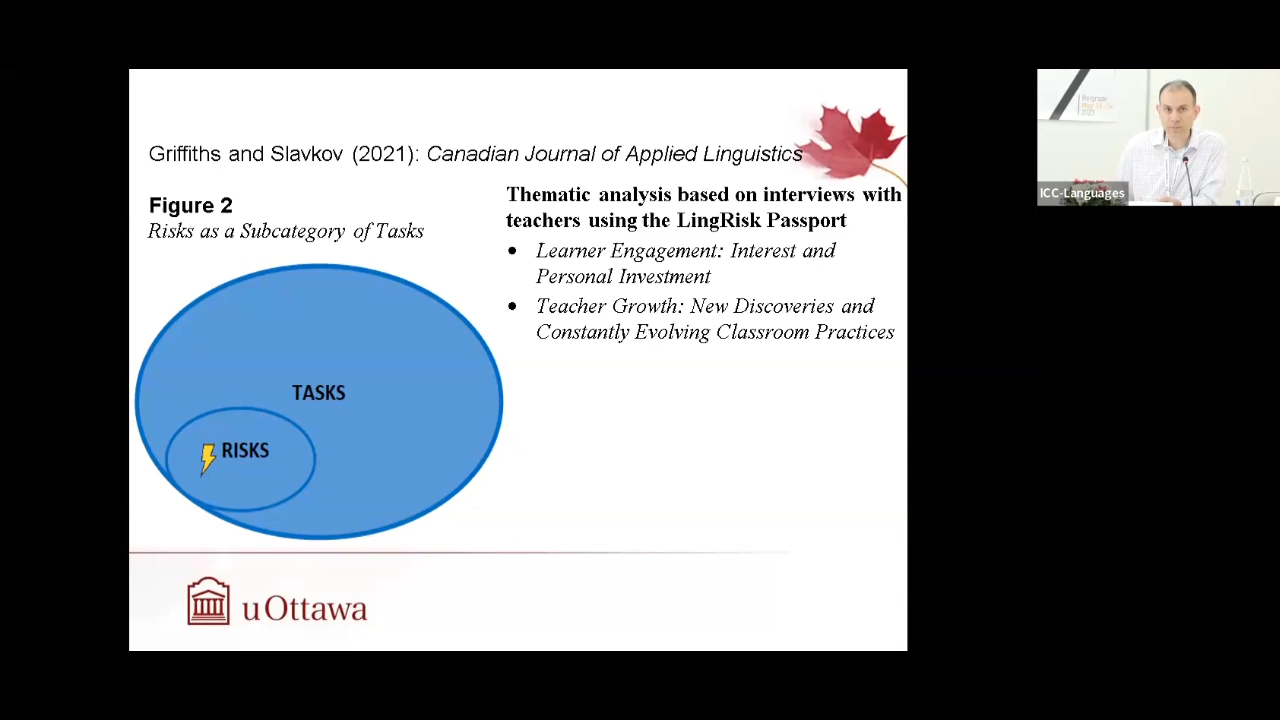 Griffiths and Slavkov (2021): Canadian Journal of Applied Linguistics
Figure 2
Risks as a Subcategory of Tasks
TASKS
RISKS
Thematic analysis based on interviews with
teachers using the LingRisk Passport
• Learner Engagement: Interest and
Personal Investment
• Teacher Growth: New Discoveries and
Constantly Evolving Classroom Practices
uOttawa
Belgrade
2023
ICC-Languages